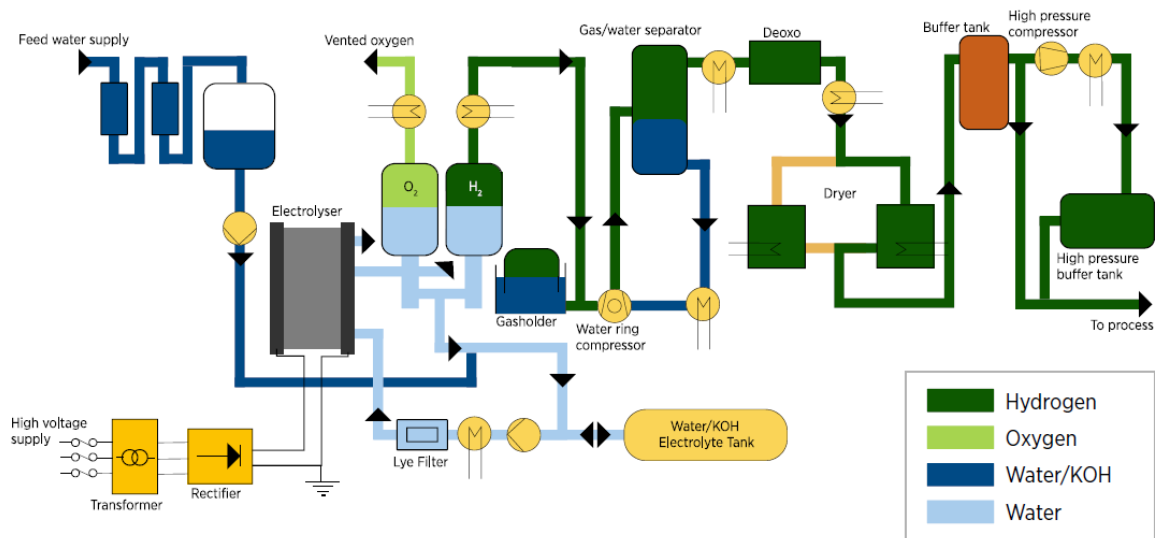 Feed water supply
Vented oxygen
Gas/water separator
Deoxo
Buffer tank
High pressure
compressor
O2
H2
Electrolyser
Dryer
Gasholder
Water ring
compressor
High pressure
buffer tank
To process
High voltage
supply
Transformer
Rectifier
Lye Filter
Water/KOH
Electrolyte Tank
Hydrogen
Oxygen
Water/KOH
Water